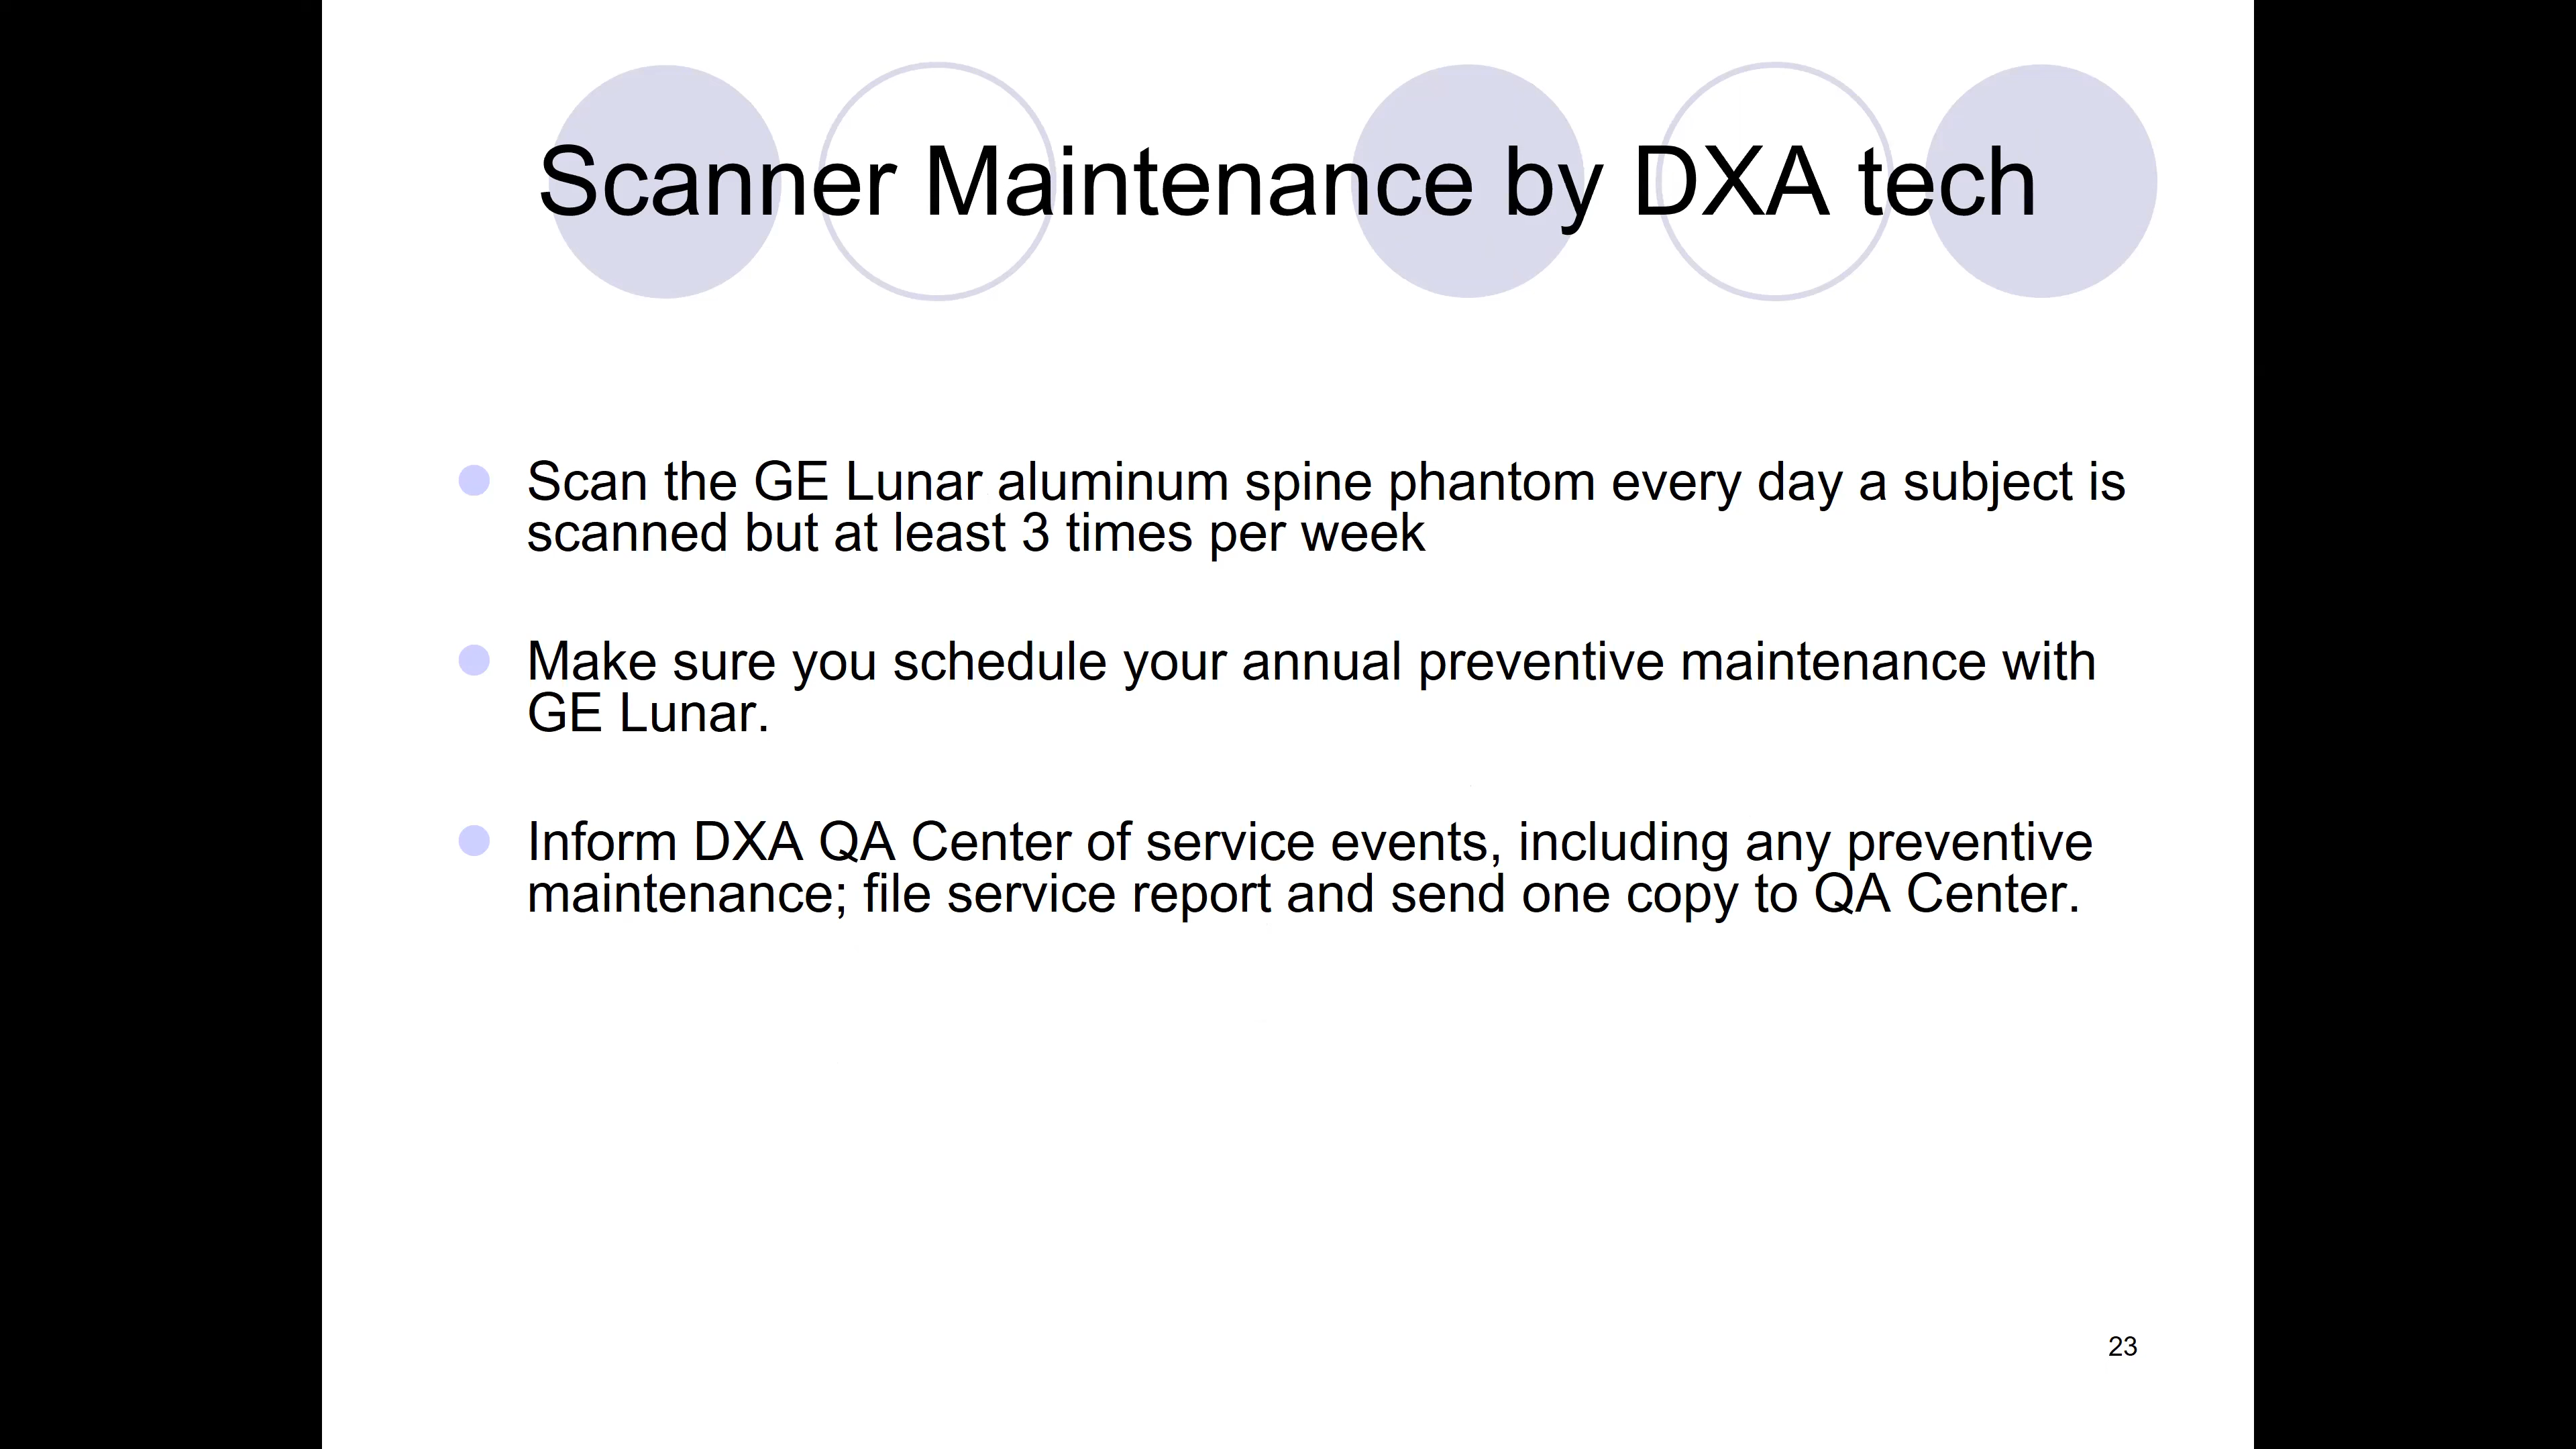 Scanner Maintenance by DXA tech
Scan the GE Lunar aluminum spine phantom every day a subject is
scanned but at least 3 times per week
Make sure you schedule your annual preventive maintenance with
GE Lunar.
Inform DXA QA Center of service events, including any preventive
maintenance; file service report and send one copy to QA Center.
23